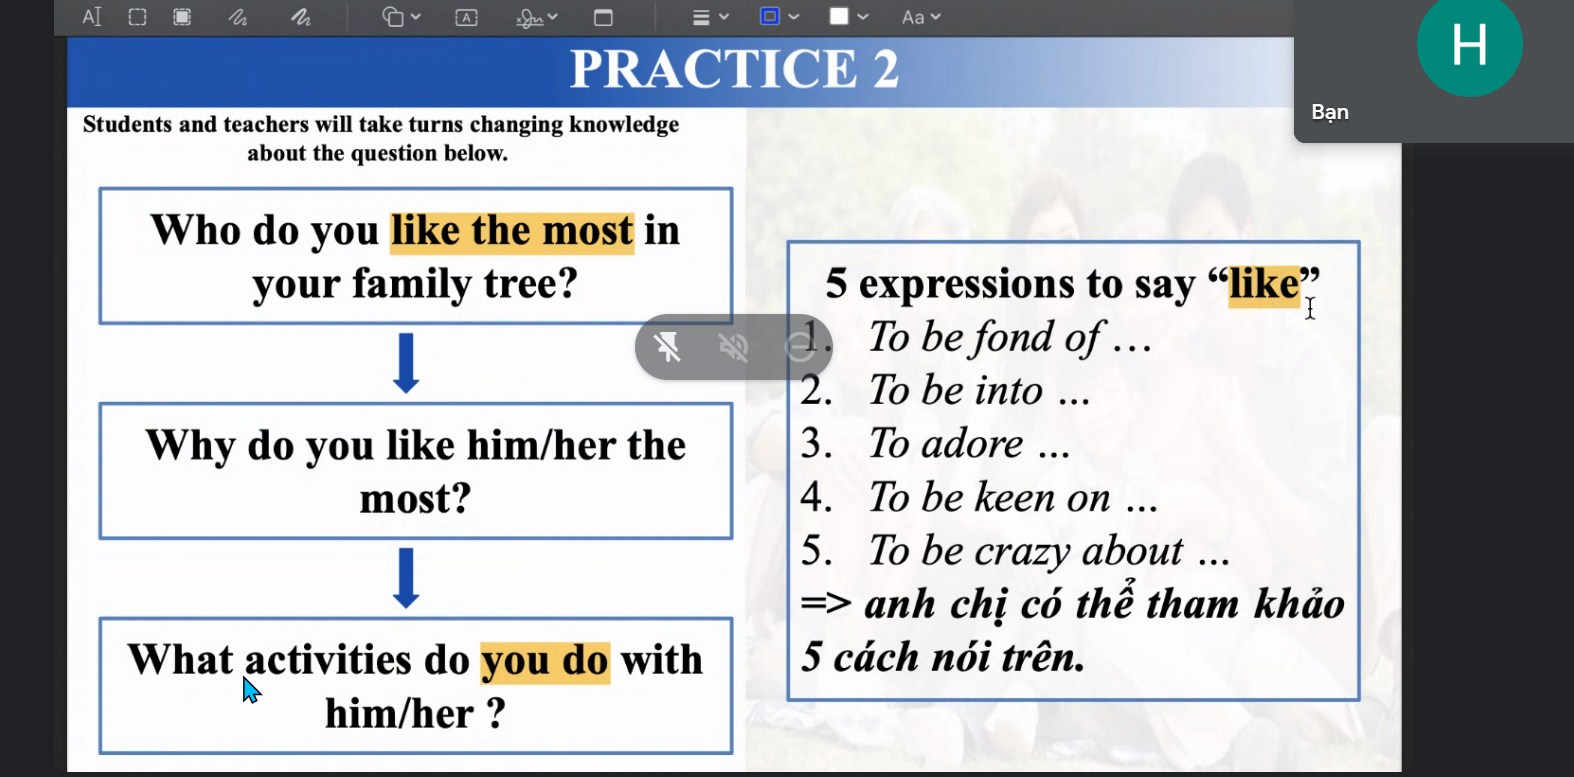 Aa
H
Bạn
PRACTICE 2
Students and teachers will take turns changing knowledge
about the question below.
Who do you like the most in
your family tree?
Why do you like him/her the
most?
What activities do you do with
him/her ?
5 expressions to say “like”
1. To be fond of ...
2. To be into ...
3. To adore ...
4. To be keen on ...
5. To be crazy about ...
=> anh chị có thể tham khảo
5 cách nói trên.